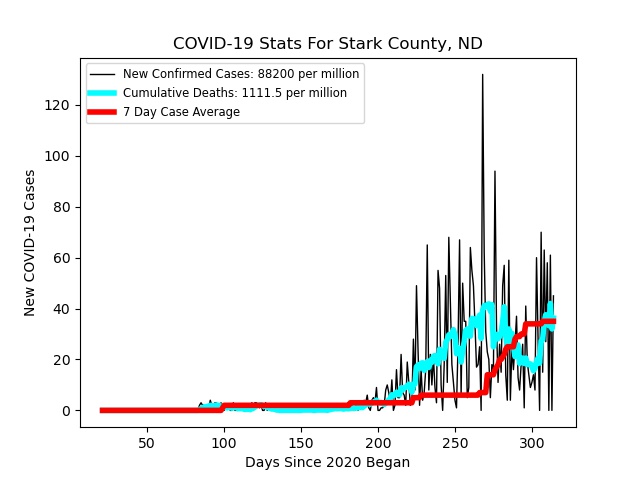 COVID-19 Stats For Stark County, ND
New Confirmed Cases: 88200 per million
Cumulative Deaths: 1111.5 per million
7 Day Case Average
New COVID-19 Cases
120
100
80
60
40
20
0
50 100 150 200 250 300
Days Since 2020 Began